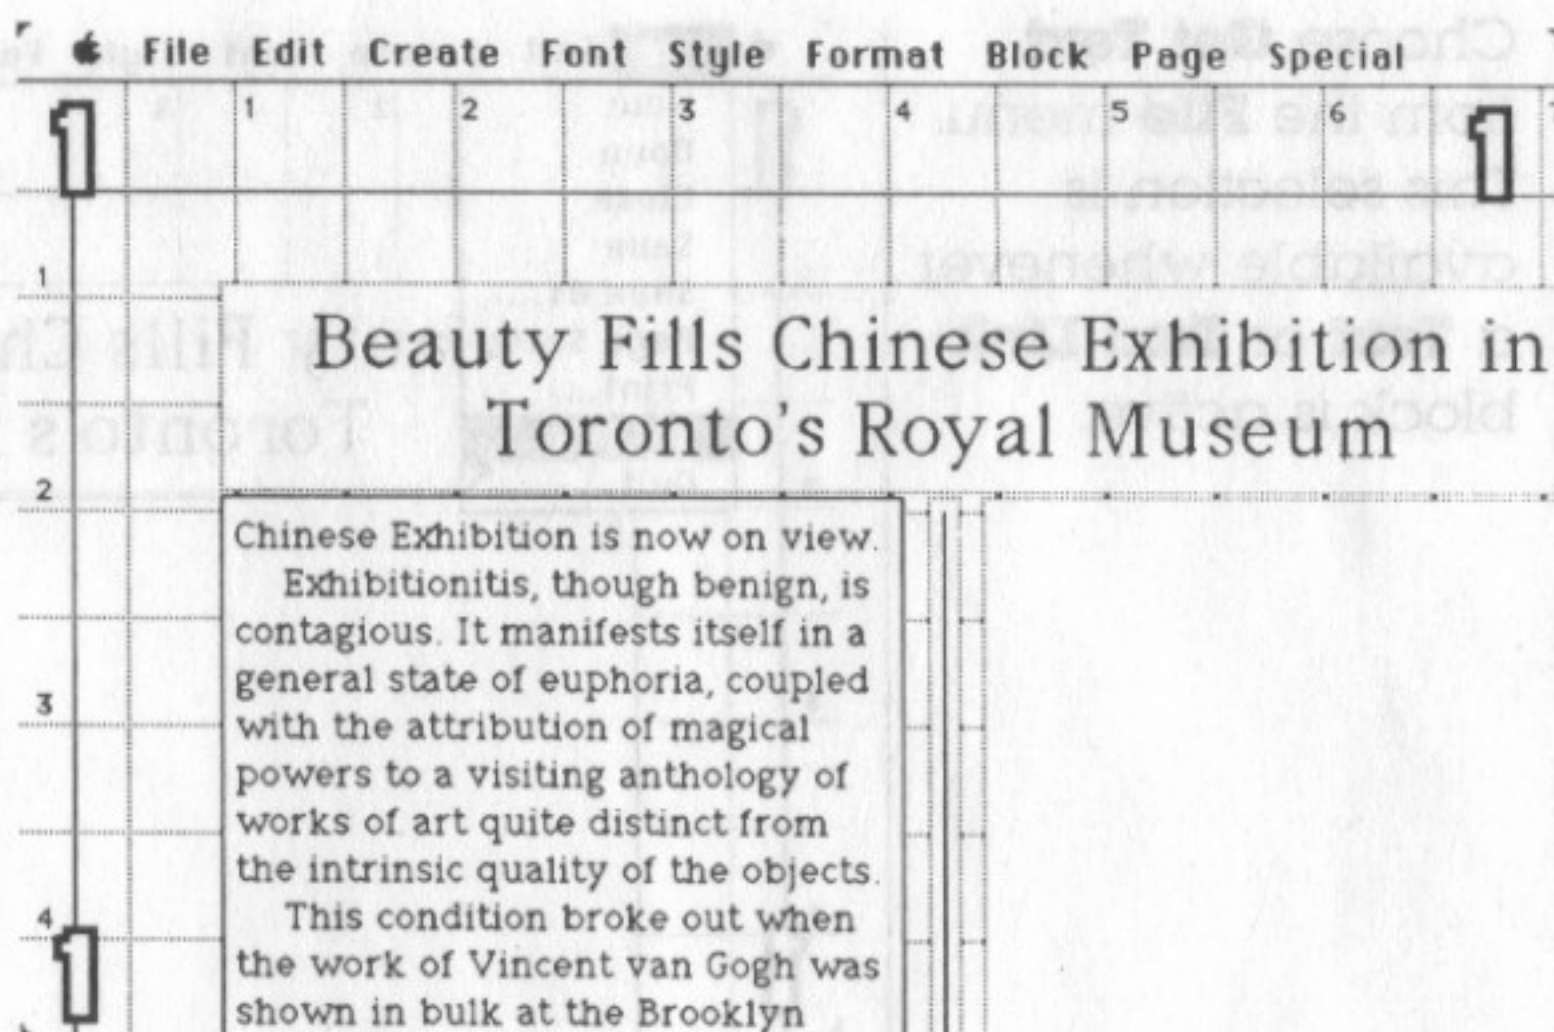 File Edit Create Font Style Format Block Page Special
1 2 3 4 5 6
1 1
1
Beauty Fills Chinese Exhibition in
Toronto's Royal Museum
2
Chinese Exhibition is now on view.
Exhibitionitis, though benign, is
contagious. It manifests itself in a
general state of euphoria, coupled
3
with the attribution of magical
powers to a visiting anthology of
works of art quite distinct from
the intrinsic quality of the objects.
4
This condition broke out when
1
the work of Vincent van Gogh was
shown in bulk at the Brooklyn